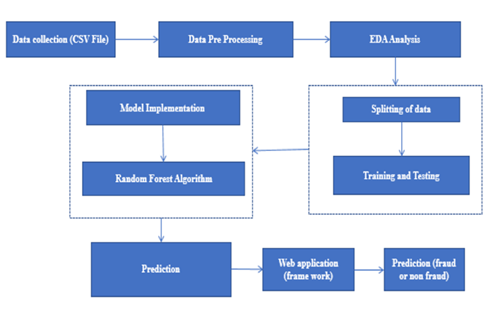 Data collection (CSV File)
Data Pre Processing
EDA Analysis
Splitting of data
Training and Testing
Model Implementation
Random Forest Algorithm
Prediction
Web application
(frame work)
Prediction (fraud
or non fraud)